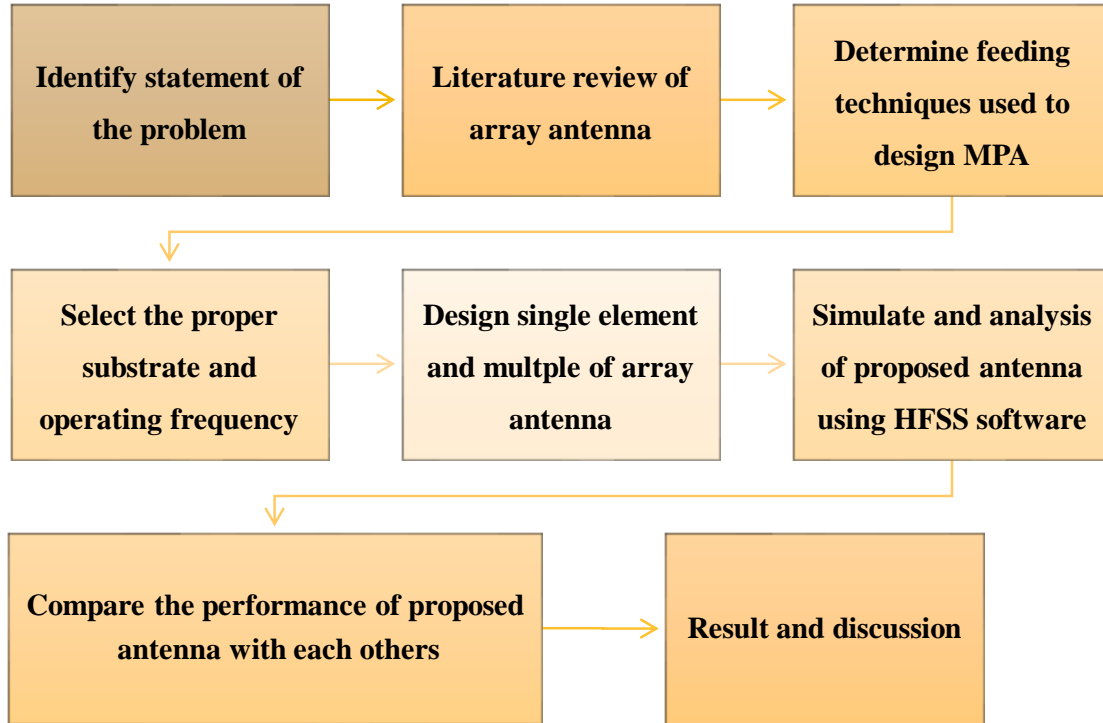 Identify statement of
the problem
Literature review of
array antenna
Determine feeding
techniques used to
design MPA
Select the proper
substrate and
operating frequency
Design single element
and multple of array
antenna
Simulate and analysis
of proposed antenna
using HFSS software
Compare the performance of proposed
antenna with each others
Result and discussion